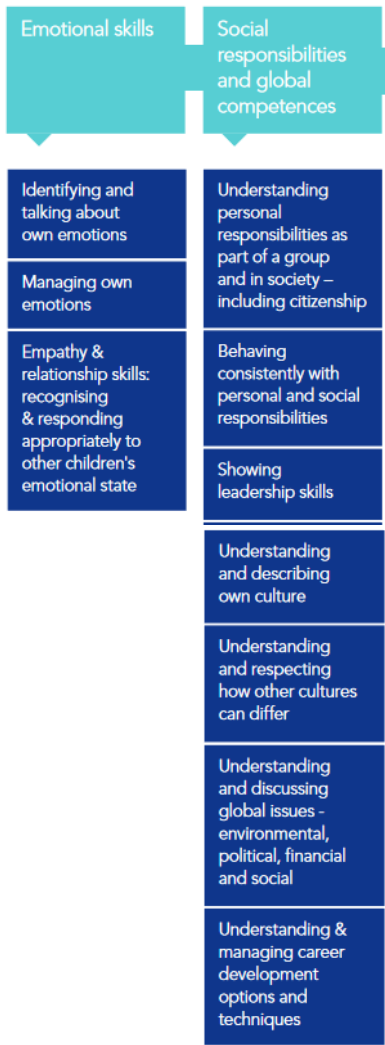 Emotional skills
Identifying and
talking about
own emotions
Managing own
emotions
Empathy &
relationship skills:
recognising
& responding
appropriately to
other children's
emotional state
Social
responsibilities
and global
competences
Understanding
personal
responsibilities as
part of a group
and in society –
including citizenship
Behaving
consistently with
personal and social
responsibilities
Showing
leadership skills
Understanding
and describing
own culture
Understanding
and respecting
how other cultures
can differ
Understanding
and discussing
global issues -
environmental,
political, financial
and social
Understanding &
managing career
development
options and
techniques